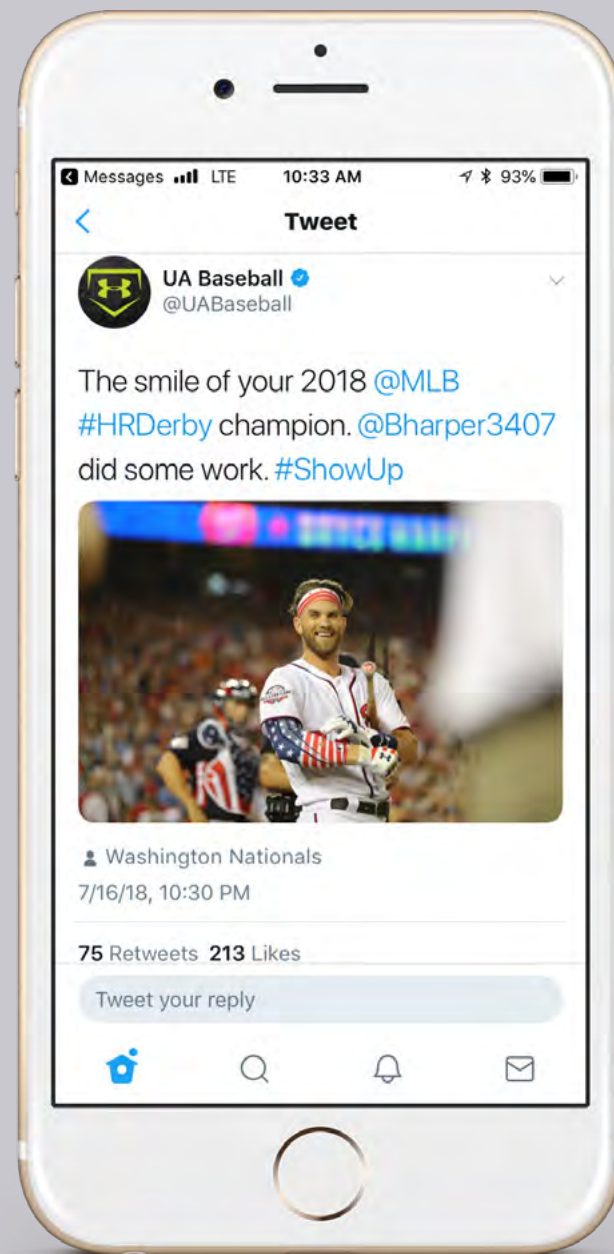 Messages LTE 10:33 AM 93%
Tweet
UA Baseball
@UABaseball
The smile of your 2018 @MLB
#HRDerby champion. @Bharper3407
did some work. #ShowUp
Washington Nationals
7/16/18, 10:30 PM
75 Retweets 213 Likes
Tweet your reply